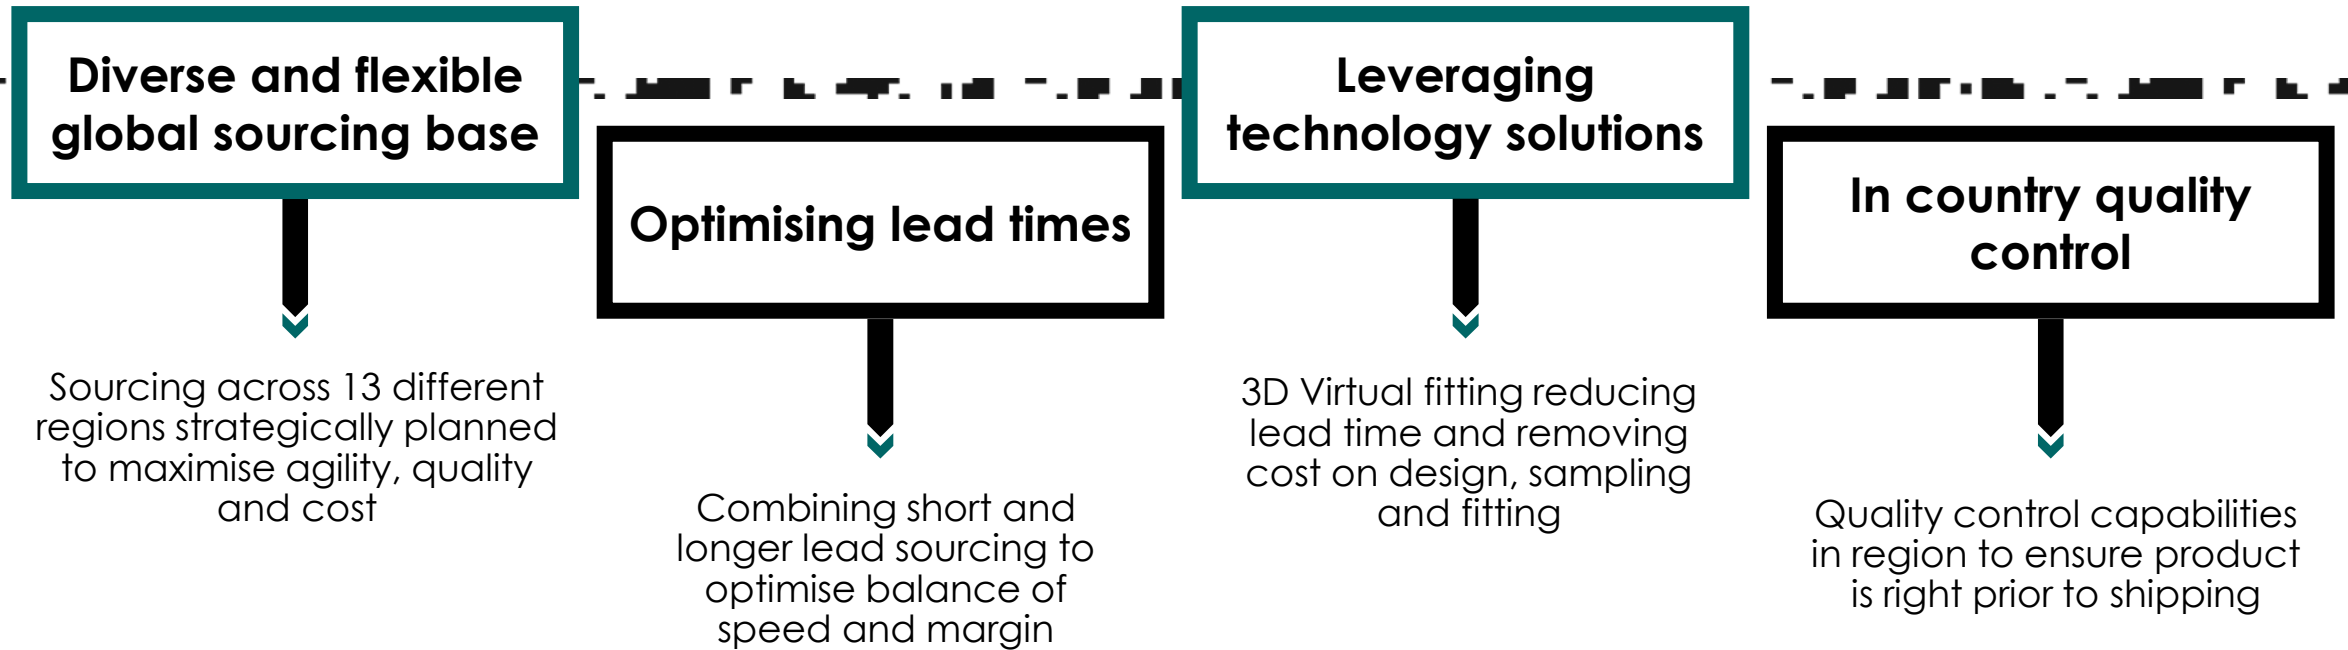 Diverse and flexible
global sourcing base
Sourcing across 13 different
regions strategically planned
to maximise agility, quality
and cost
Optimising lead times
Combining short and
longer lead sourcing to
optimise balance of
speed and margin
Leveraging
technology solutions
3D Virtual fitting reducing
lead time and removing
cost on design, sampling
and fitting
In country quality
control
Quality control capabilities
in region to ensure product
is right prior to shipping